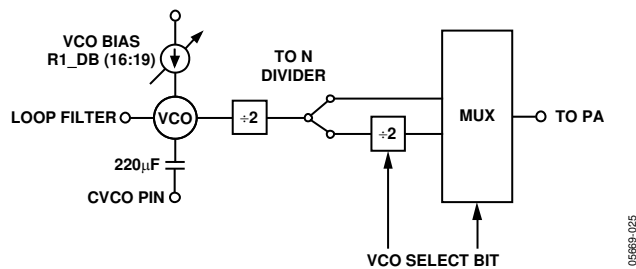 VCO BIAS
R1_DB (16:19)
TO N
DIVIDER
LOOP FILTER
VCO
÷2
÷2
MUX
TO PA
220µF
CVCO PIN
VCO SELECT BIT
05669-025